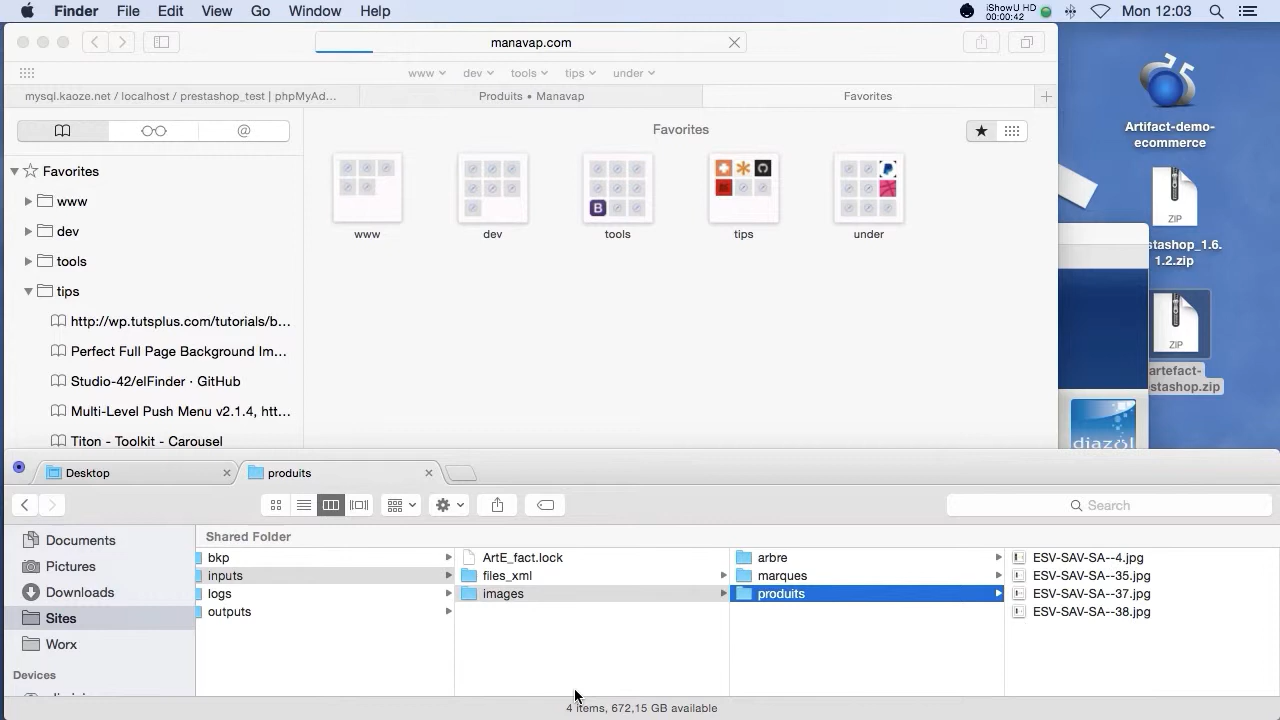 Finder File Edit View Go Window Help
iShowU HD
00:00:42
Mon 12:03
manavap.com
www dev tools tips under
mysql.kaoze.net / localhost / prestashop_test | phpMyAd...
Produits • Manavap
Favorites
@
Favorites
www
dev
tools
tips
http://wp.tutsplus.com/tutorials/b...
Perfect Full Page Background Im...
Studio-42/elFinder · GitHub
Multi-Level Push Menu v2.1.4, htt...
Titon - Toolkit - Carousel
Favorites
B
www dev tools tips under
Artifact-demo-
ecommerce
ZIP
stashop_1.6.
1.2.zip
ZIP
artefact-
stashop.zip
diazol
Desktop
produits
Search
Documents
Pictures
Downloads
Sites
Worx
Devices
Shared Folder
bkp
inputs
logs
outputs
ArtE_fact.lock
files_xml
images
arbre
marques
produits
ESV-SAV-SA--4.jpg
ESV-SAV-SA--35.jpg
ESV-SAV-SA--37.jpg
ESV-SAV-SA--38.jpg
4 items, 672,15 GB available